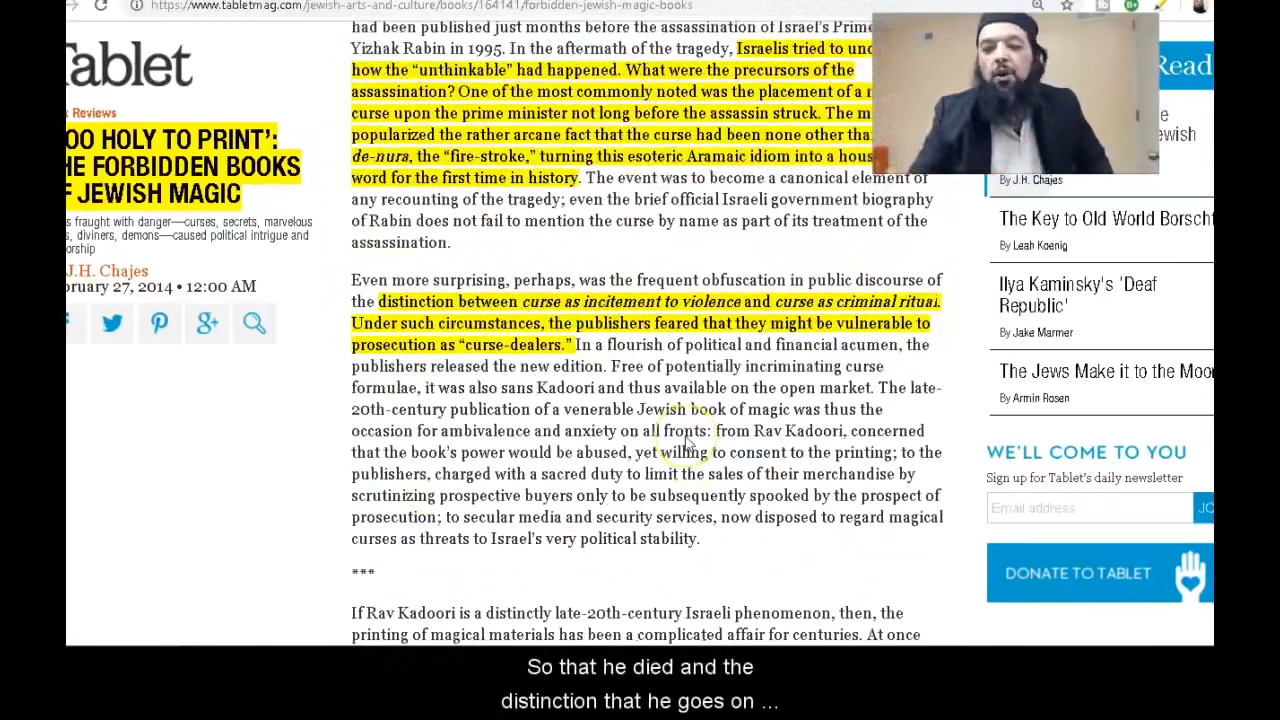 https://www.tabletmag.com/jewish-arts-and-culture/books/164141/forbidden-jewish-magic-books
Tablet
Reviews
OO HOLY TO PRINT’:
HE FORBIDDEN BOOKS
F JEWISH MAGIC
s fraught with danger—curses, secrets, marvelous
s, diviners, demons—caused political intrigue and
orship
J.H. Chajes
bruary 27, 2014 • 12:00 AM
had been published just months before the assassination of Israel’s Prime
Yizhak Rabin in 1995. In the aftermath of the tragedy, Israelis tried to
how the “unthinkable” had happened. What were the precursors of the
assassination? One of the most commonly noted was the placement of a
curse upon the prime minister not long before the assassin struck. The
popularized the rather arcane fact that the curse had been none other
de-nura, the “fire-stroke,” turning this esoteric Aramaic idiom into a
word for the first time in history. The event was to become a canonical element of
any recounting of the tragedy; even the brief official Israeli government biography
of Rabin does not fail to mention the curse by name as part of its treatment of the
assassination.
Even more surprising, perhaps, was the frequent obfuscation in public discourse of
the distinction between curse as incitement to violence and curse as criminal ritual.
Under such circumstances, the publishers feared that they might be vulnerable to
prosecution as “curse-dealers.” In a flourish of political and financial acumen, the
publishers released the new edition. Free of potentially incriminating curse
formulae, it was also sans Kadoori and thus available on the open market. The late-
20th-century publication of a venerable Jewish book of magic was thus the
occasion for ambivalence and anxiety on all fronts: from Rav Kadoori, concerned
that the book’s power would be abused, yet willing to consent to the printing; to the
publishers, charged with a sacred duty to limit the sales of their merchandise by
scrutinizing prospective buyers only to be subsequently spooked by the prospect of
prosecution; to secular media and security services, now disposed to regard magical
curses as threats to Israel’s very political stability.
***
If Rav Kadoori is a distinctly late-20th-century Israeli phenomenon, then, the
printing of magical materials has been a complicated affair for centuries. At once
Read
ewish
By J.H. Chajes
The Key to Old World Borscht
By Leah Koenig
Ilya Kaminsky's 'Deaf
Republic'
By Jake Marmer
The Jews Make it to the Moo
By Armin Rosen
WE'LL COME TO YOU
Sign up for Tablet's daily newsletter
Email address
JO
DONATE TO TABLET
So that he died and the
distinction that he goes on ...